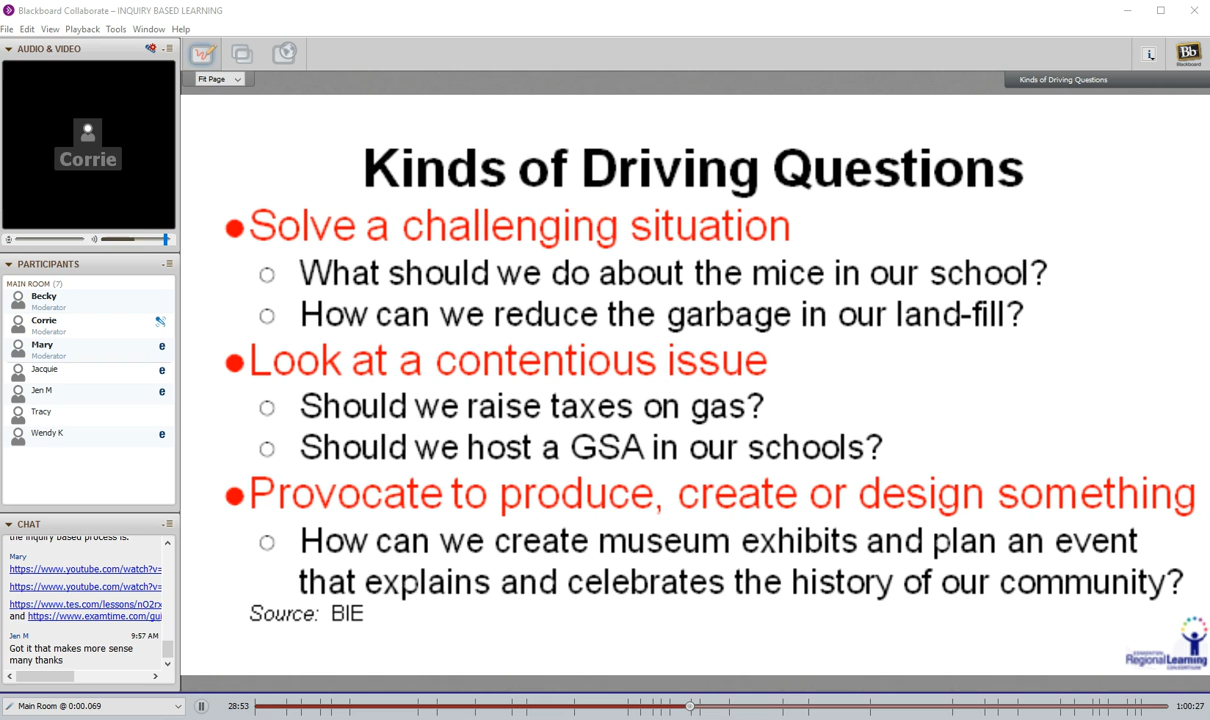 Blackboard Collaborate – INQUIRY BASED LEARNING
File Edit View Playback Tools Window Help
AUDIO & VIDEO
Corrie
PARTICIPANTS
MAIN ROOM (7)
Becky
Moderator
Corrie
Moderator
Mary
Moderator
Jacquie
Jen M
Tracy
Wendy K
CHAT
the inquiry based process is.
Mary
https://www.youtube.com/watch?v=
https://www.youtube.com/watch?v=
https://www.tes.com/lessons/nO2rx
and https://www.examtime.com/gui
Jen M 9:57 AM
Got it that makes more sense
many thanks
Main Room @ 0:00.069
Fit Page
Kinds of Driving Questions
Bb
Blackboard
Kinds of Driving Questions
Solve a challenging situation
What should we do about the mice in our school?
How can we reduce the garbage in our land-fill?
Look at a contentious issue
Should we raise taxes on gas?
Should we host a GSA in our schools?
Provocate to produce, create or design something
How can we create museum exhibits and plan an event
that explains and celebrates the history of our community?
Source: BIE
EDMONTON
Regional Learning
CONSORTIUM
28:53
1:00:27